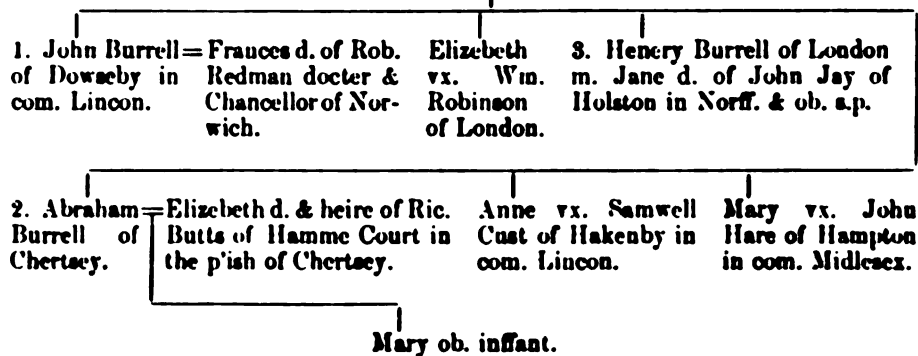 1. John Burrell= Frances d. of Rob. Elizebeth 3. Henery Burrell of London
of Dowseby in Redman docter & vx. Wm. m. Jane d. of John Jay of
com. Lincon. Chancellor of Nor- Robinson Holston in Norff. & ob. s.p.
wich. of London.
2. Abraham= Elizebeth d. & heire of Ric. Anne vx. Samwell Mary vx. John
Burrell of Butts of Hamme Court in Cust of Hakenby in Hare of Hampton
Chertsey. the p'ish of Chertsey. com. Lincon. in com. Midlesex.
Mary ob. inffant.